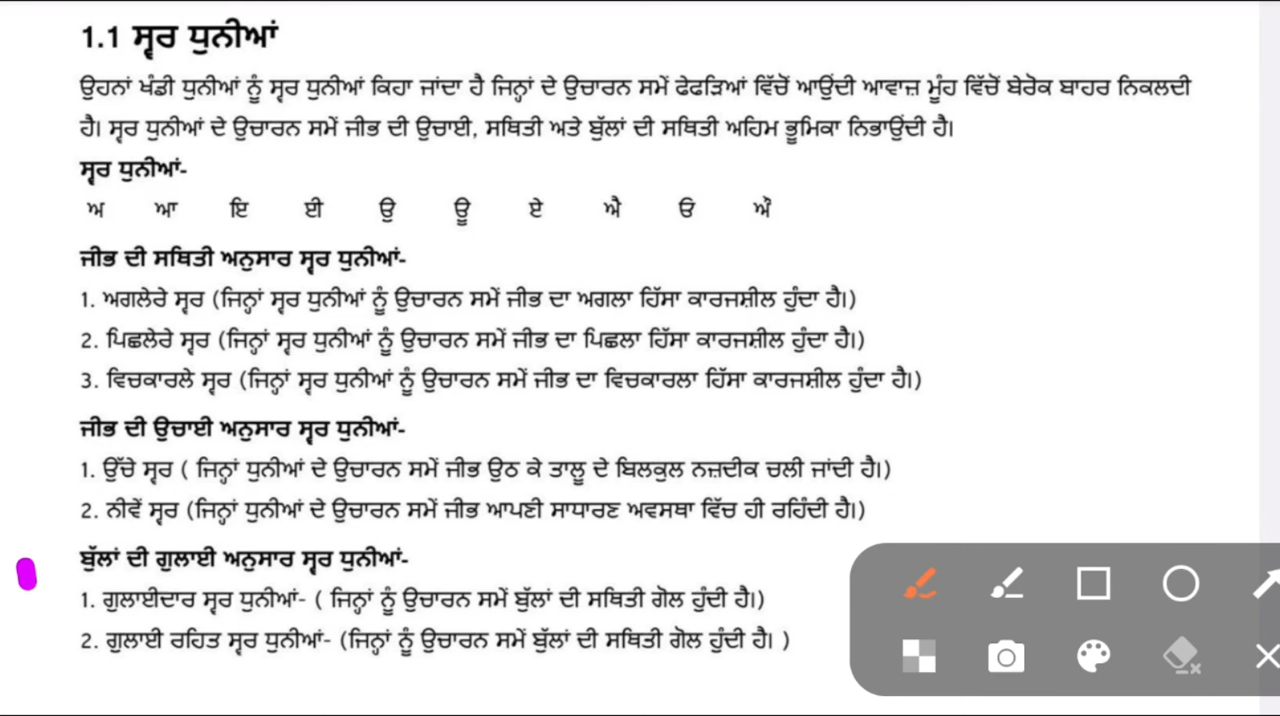 1.1 ਸ੍ਵਰ ਧੁਨੀਆਂ
ਉਹਨਾਂ ਖੰਡੀ ਧੁਨੀਆਂ ਨੂੰ ਸ੍ਵਰ ਧੁਨੀਆਂ ਕਿਹਾ ਜਾਂਦਾ ਹੈ ਜਿਨ੍ਹਾਂ ਦੇ ਉਚਾਰਨ ਸਮੇਂ ਫੇਫੜਿਆਂ ਵਿੱਚੋਂ ਆਉਂਦੀ ਆਵਾਜ਼ ਮੂੰਹ ਵਿੱਚੋਂ ਬੇਰੋਕ ਬਾਹਰ ਨਿਕਲਦੀ
ਹੈ। ਸ੍ਵਰ ਧੁਨੀਆਂ ਦੇ ਉਚਾਰਨ ਸਮੇਂ ਜੀਭ ਦੀ ਉਚਾਈ, ਸਥਿਤੀ ਅਤੇ ਬੁੱਲਾਂ ਦੀ ਸਥਿਤੀ ਅਹਿਮ ਭੂਮਿਕਾ ਨਿਭਾਉਂਦੀ ਹੈ।
ਸ੍ਵਰ ਧੁਨੀਆਂ-
ਅ ਆ ਇ ਈ ਉ ਊ ਏ ਐ ਓ ਔ
ਜੀਭ ਦੀ ਸਥਿਤੀ ਅਨੁਸਾਰ ਸ੍ਵਰ ਧੁਨੀਆਂ-
1. ਅਗਲੇਰੇ ਸ੍ਵਰ (ਜਿਨ੍ਹਾਂ ਸ੍ਵਰ ਧੁਨੀਆਂ ਨੂੰ ਉਚਾਰਨ ਸਮੇਂ ਜੀਭ ਦਾ ਅਗਲਾ ਹਿੱਸਾ ਕਾਰਜਸ਼ੀਲ ਹੁੰਦਾ ਹੈ।)
2. ਪਿਛਲੇਰੇ ਸ੍ਵਰ (ਜਿਨ੍ਹਾਂ ਸ੍ਵਰ ਧੁਨੀਆਂ ਨੂੰ ਉਚਾਰਨ ਸਮੇਂ ਜੀਭ ਦਾ ਪਿਛਲਾ ਹਿੱਸਾ ਕਾਰਜਸ਼ੀਲ ਹੁੰਦਾ ਹੈ।)
3. ਵਿਚਕਾਰਲੇ ਸ੍ਵਰ (ਜਿਨ੍ਹਾਂ ਸ੍ਵਰ ਧੁਨੀਆਂ ਨੂੰ ਉਚਾਰਨ ਸਮੇਂ ਜੀਭ ਦਾ ਵਿਚਕਾਰਲਾ ਹਿੱਸਾ ਕਾਰਜਸ਼ੀਲ ਹੁੰਦਾ ਹੈ।)
ਜੀਭ ਦੀ ਉਚਾਈ ਅਨੁਸਾਰ ਸ੍ਵਰ ਧੁਨੀਆਂ-
1. ਉੱਚੇ ਸ੍ਵਰ ( ਜਿਨ੍ਹਾਂ ਧੁਨੀਆਂ ਦੇ ਉਚਾਰਨ ਸਮੇਂ ਜੀਭ ਉਠ ਕੇ ਤਾਲੂ ਦੇ ਬਿਲਕੁਲ ਨਜ਼ਦੀਕ ਚਲੀ ਜਾਂਦੀ ਹੈ।)
2. ਨੀਵੇਂ ਸ੍ਵਰ (ਜਿਨ੍ਹਾਂ ਧੁਨੀਆਂ ਦੇ ਉਚਾਰਨ ਸਮੇਂ ਜੀਭ ਆਪਣੀ ਸਾਧਾਰਣ ਅਵਸਥਾ ਵਿੱਚ ਹੀ ਰਹਿੰਦੀ ਹੈ।)
ਬੁੱਲਾਂ ਦੀ ਗੁਲਾਈ ਅਨੁਸਾਰ ਸ੍ਵਰ ਧੁਨੀਆਂ-
1. ਗੁਲਾਈਦਾਰ ਸ੍ਵਰ ਧੁਨੀਆਂ- ( ਜਿਨ੍ਹਾਂ ਨੂੰ ਉਚਾਰਨ ਸਮੇਂ ਬੁੱਲਾਂ ਦੀ ਸਥਿਤੀ ਗੋਲ ਹੁੰਦੀ ਹੈ।)
2. ਗੁਲਾਈ ਰਹਿਤ ਸ੍ਵਰ ਧੁਨੀਆਂ- (ਜਿਨ੍ਹਾਂ ਨੂੰ ਉਚਾਰਨ ਸਮੇਂ ਬੁੱਲਾਂ ਦੀ ਸਥਿਤੀ ਗੋਲ ਹੁੰਦੀ ਹੈ। )